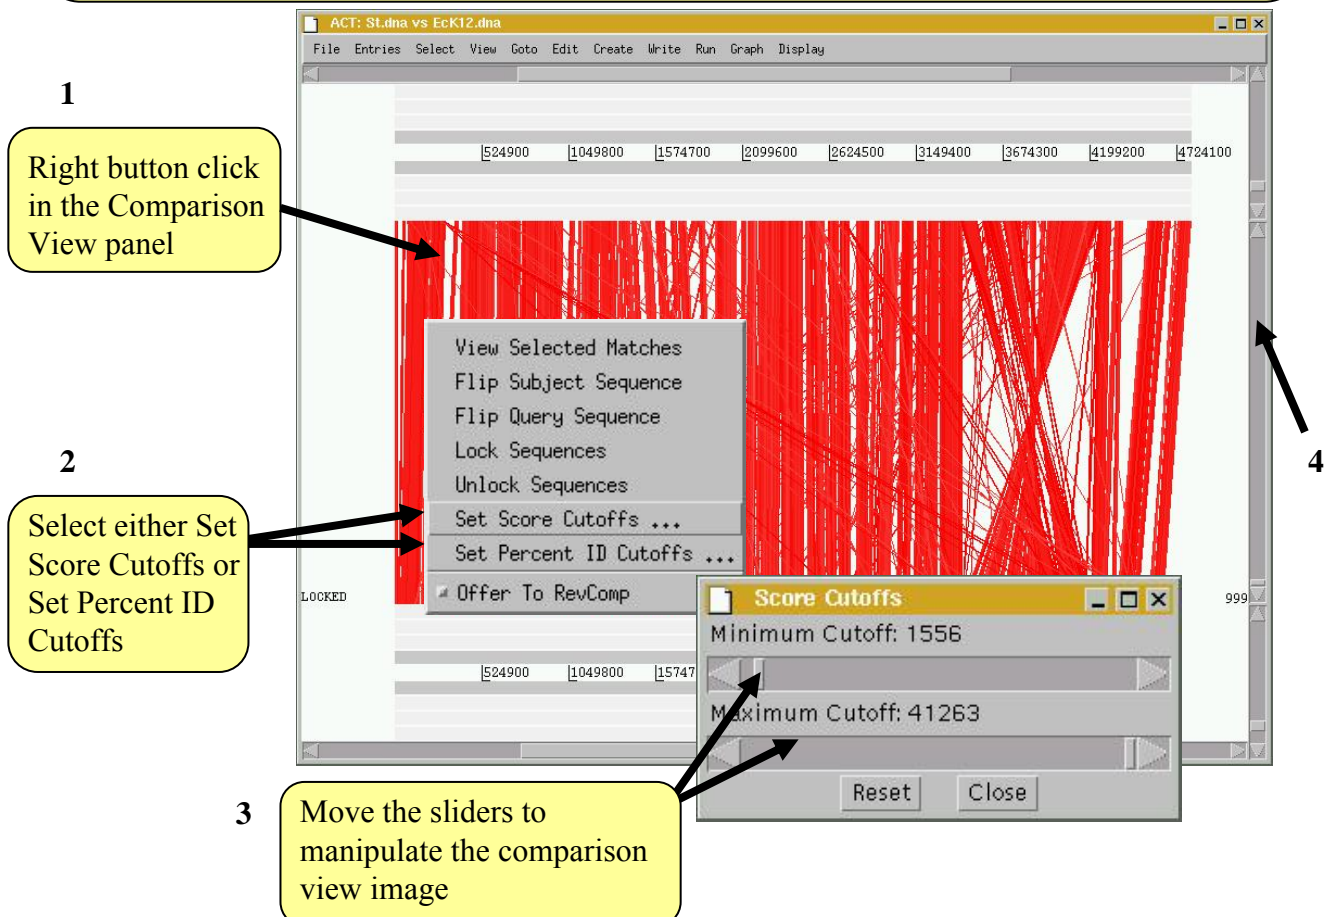 ACT: St.dna vs EcK12.dna
File Entries Select View Goto Edit Create Write Run Graph Display
1
Right button click
in the Comparison
View panel
524900 1049800 1574700 2099600 2624500 3149400 3674300 4199200 4724100
View Selected Matches
Flip Subject Sequence
Flip Query Sequence
Lock Sequences
Unlock Sequences
Set Score Cutoffs ...
Set Percent ID Cutoffs ...
Offer To RevComp
2
Select either Set
Score Cutoffs or
Set Percent ID
Cutoffs
4
LOCKED
999
524900 1049800 15747
Score Cutoffs
Minimum Cutoff: 1556
Maximum Cutoff: 41263
Reset Close
3
Move the sliders to
manipulate the comparison
view image